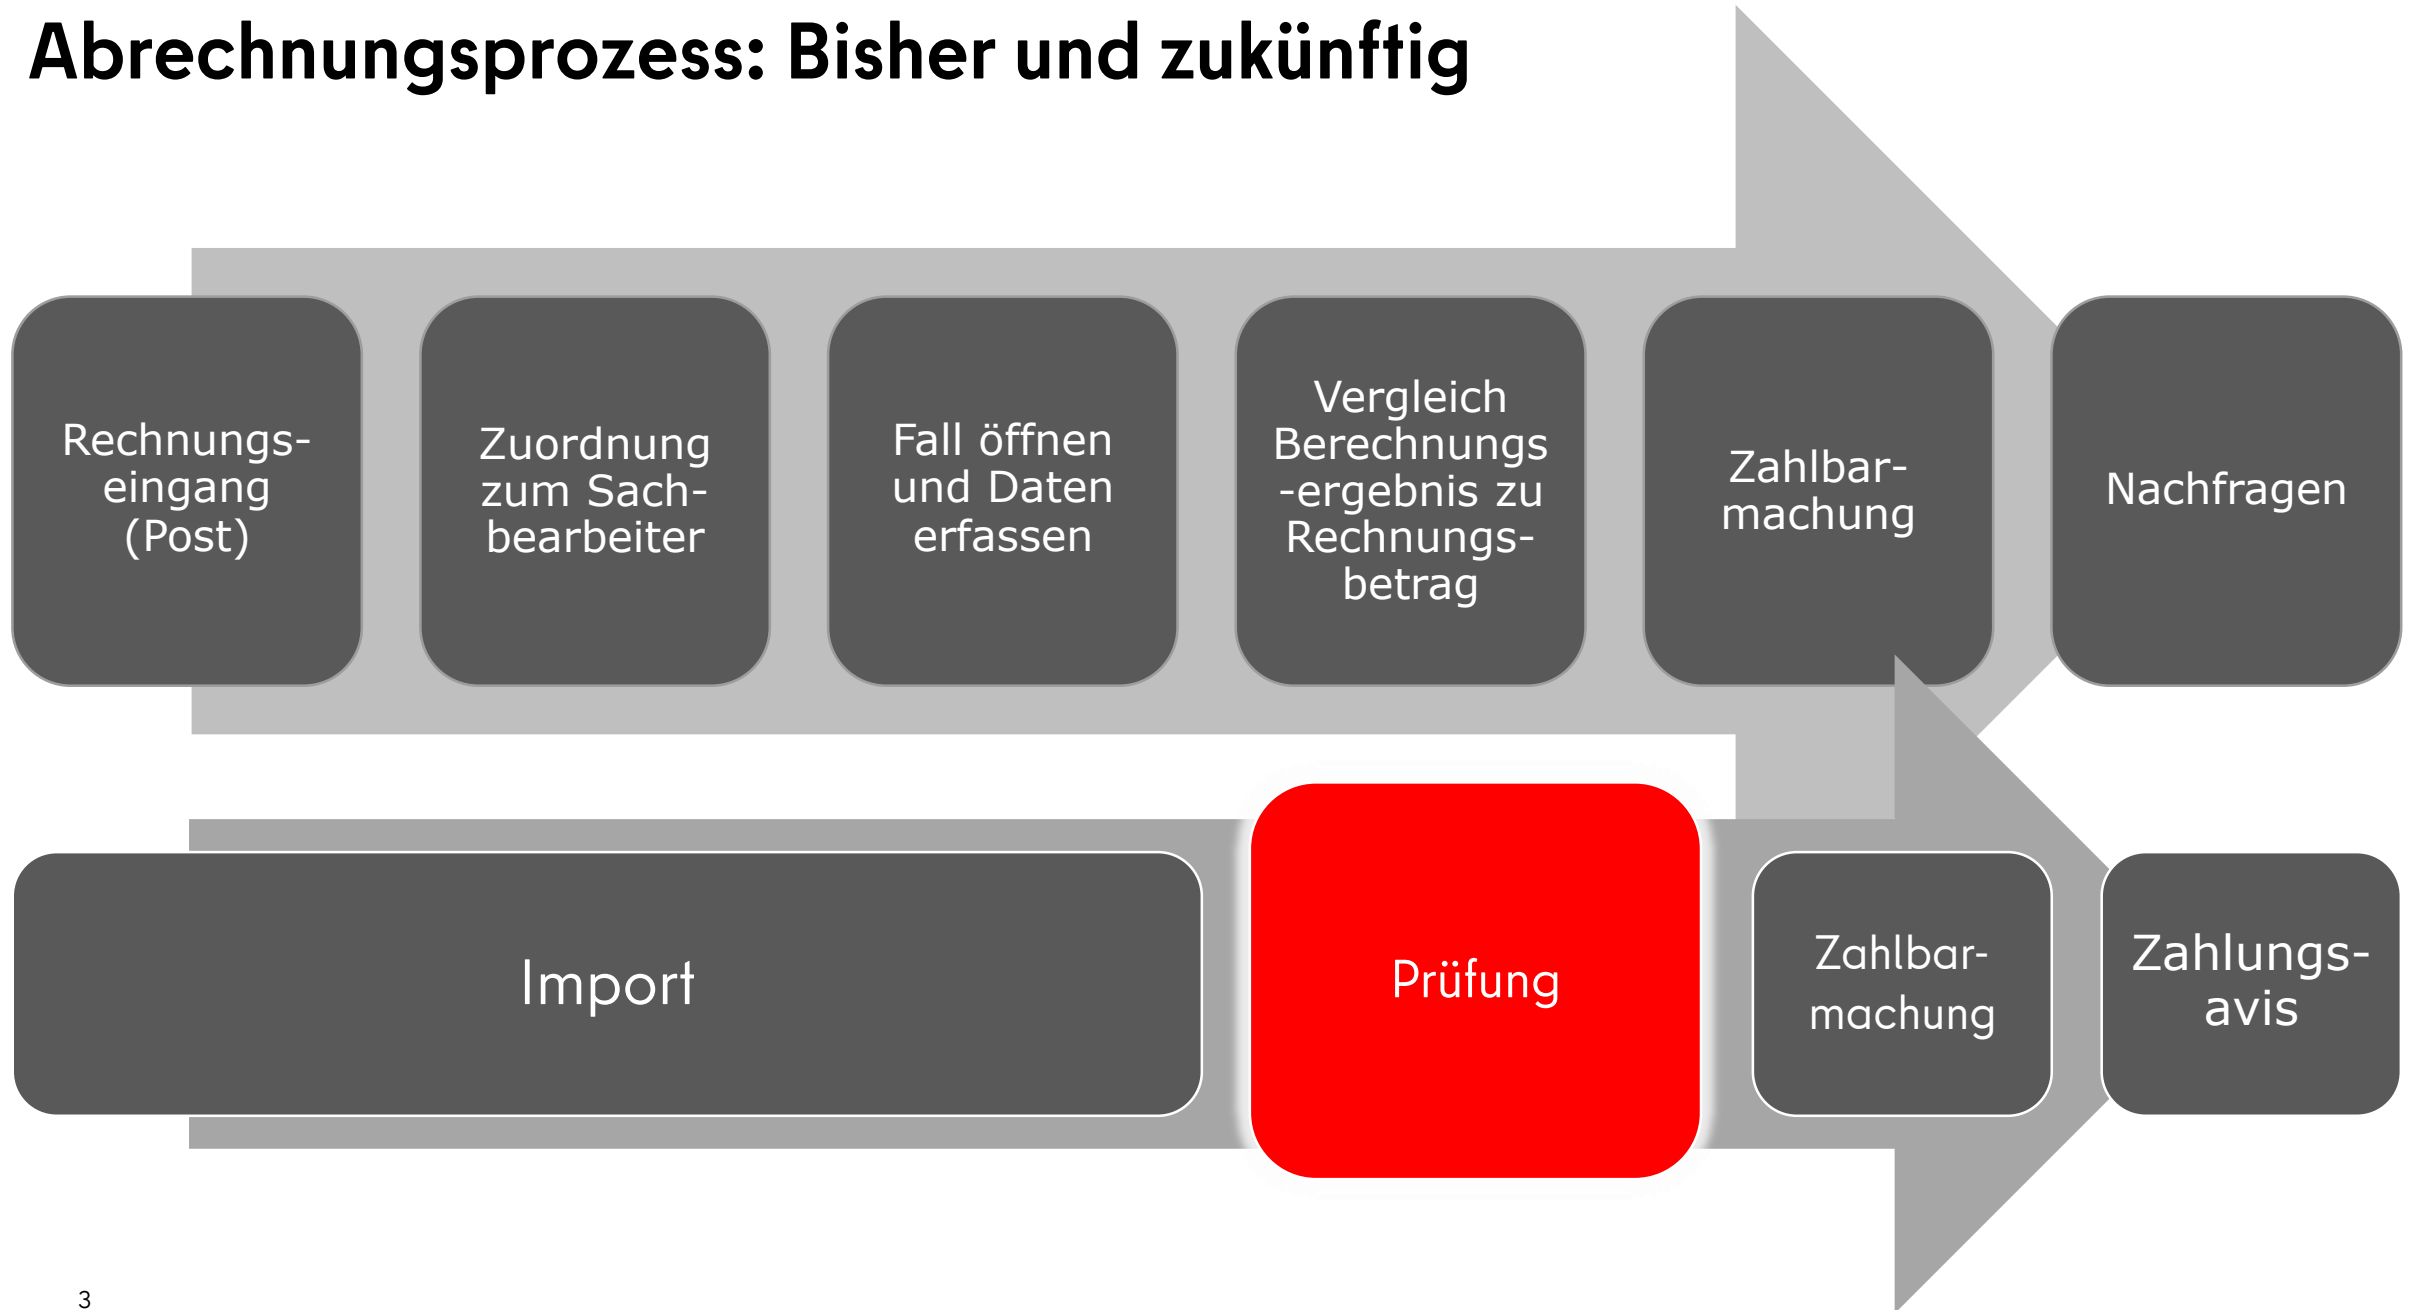 Abrechnungsprozess: Bisher und zukünftig
Rechnungs-
eingang
(Post)
Zuordnung
zum Sach-
bearbeiter
Fall öffnen
und Daten
erfassen
Vergleich
Berechnungs
-ergebnis zu
Rechnungs-
betrag
Zahlbar-
machung
Nachfragen
Import
Prüfung
Zahlbar-
machung
Zahlungs-
avis
3